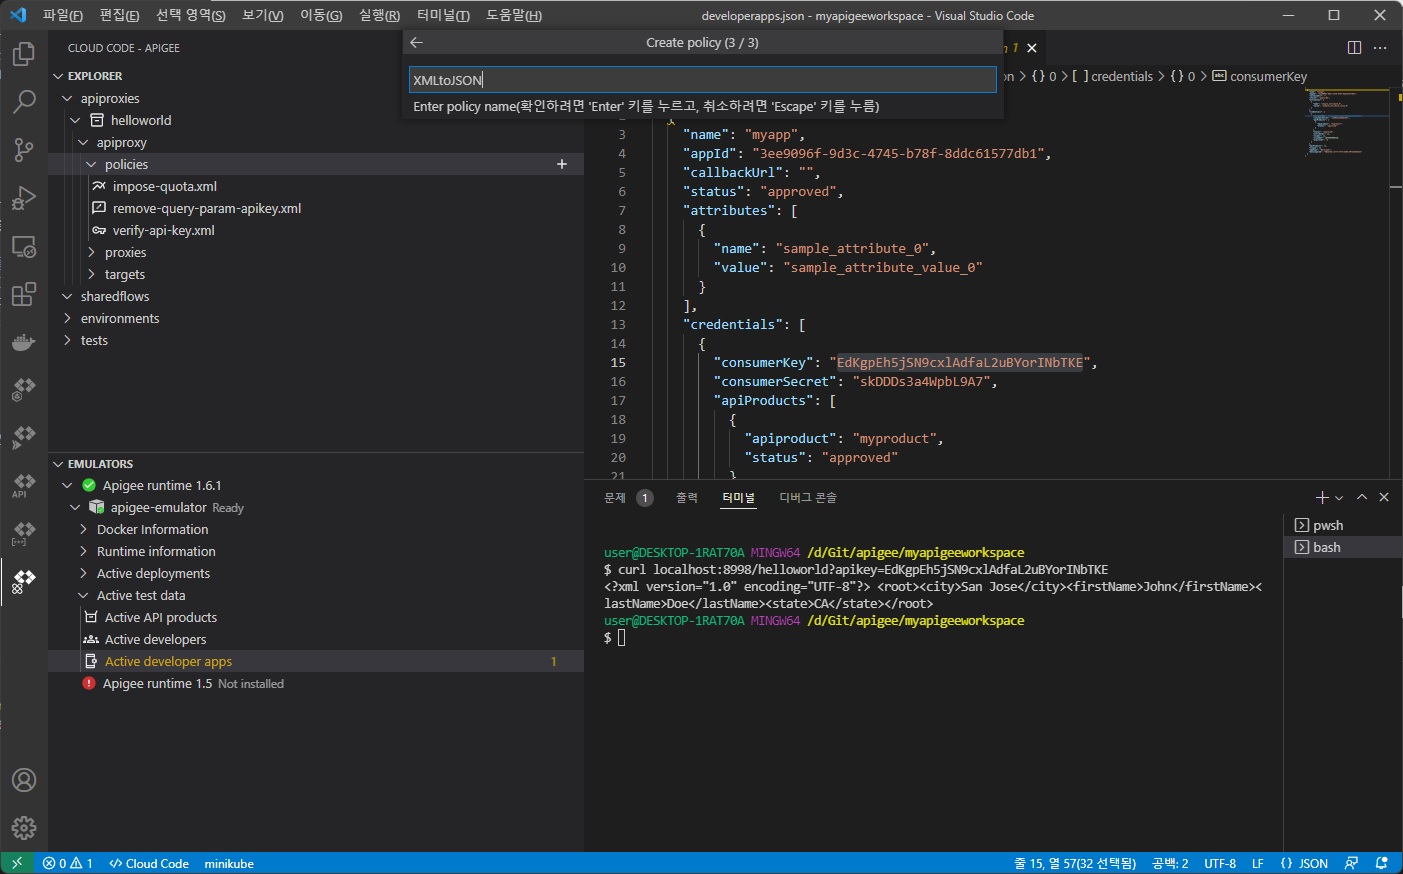 파일(F) 편집(E) 선택 영역(S) 보기(V) 이동(G) 실행(R) 터미널(T) 도움말(H) developerapps.json - myapigeeworkspace - Visual Studio Code
CLOUD CODE - APIGEE
EXPLORER
apiproxies
helloworld
apiproxy
policies
impose-quota.xml
remove-query-param-apikey.xml
verify-api-key.xml
proxies
targets
sharedflows
environments
tests
EMULATORS
Apigee runtime 1.6.1
apigee-emulator Ready
Docker Information
Runtime information
Active deployments
Active test data
Active API products
Active developers
Active developer apps 1
Apigee runtime 1.5 Not installed
Create policy (3 / 3)
XMLtoJSON
Enter policy name(확인하려면 'Enter' 키를 누르고, 취소하려면 'Escape' 키를 누름)
1
on > {} 0 > [ ] credentials > {} 0 > abc consumerKey
{
3 "name": "myapp",
4 "appId": "3ee9096f-9d3c-4745-b78f-8ddc61577db1",
5 "callbackUrl": "",
6 "status": "approved",
7 "attributes": [
8 {
9 "name": "sample_attribute_0",
10 "value": "sample_attribute_value_0"
11 }
12 ],
13 "credentials": [
14 {
15 "consumerKey": "EdKgpEh5jSN9cxlAdfaL2uBYorINbTKE",
16 "consumerSecret": "skDDDs3a4WpbL9A7",
17 "apiProducts": [
18 {
19 "apiproduct": "myproduct",
20 "status": "approved"
21 }
문제 1 출력 터미널 디버그 콘솔
user@DESKTOP-1RAT70A MINGW64 /d/Git/apigee/myapigeeworkspace
$ curl localhost:8998/helloworld?apikey=EdKgpEh5jSN9cxlAdfaL2uBYorINbTKE
<?xml version="1.0" encoding="UTF-8"?> <root><city>San Jose</city><firstName>John</firstName><
lastName>Doe</lastName><state>CA</state></root>
user@DESKTOP-1RAT70A MINGW64 /d/Git/apigee/myapigeeworkspace
$
pwsh
bash
API
0 1 Cloud Code minikube 줄 15, 열 57(32 선택됨) 공백: 2 UTF-8 LF {} JSON